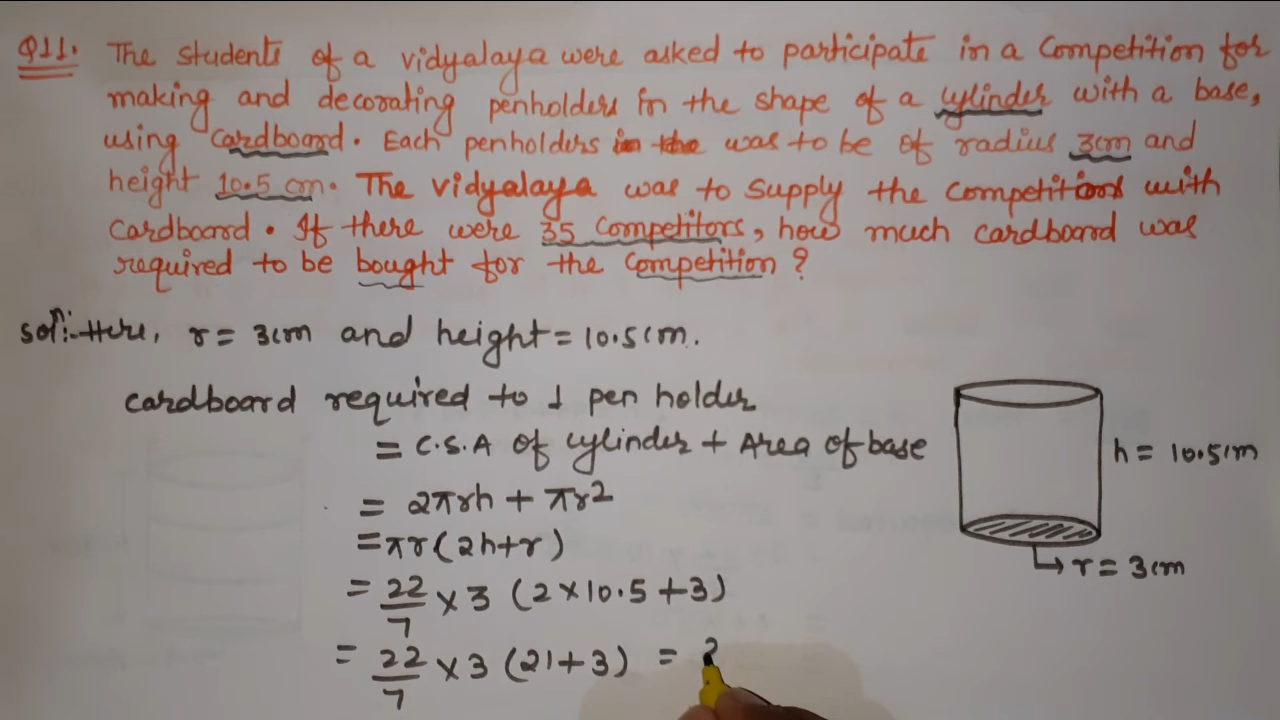 Q11. The students of a vidyalaya were asked to participate in a competition for
making and decorating penholders in the shape of a cylinder with a base,
using cardboard. Each penholders in the was to be of radius 3cm and
height 10.5 cm. The vidyalaya was to supply the competitors with
cardboard. If there were 35 competitors, how much cardboard was
required to be bought for the competition?
Solⁿ:- Here, r = 3cm and height = 10.5cm.
cardboard required to 1 pen holder
= C.S.A of cylinder + Area of base
= 2πrh + πr2
= πr(2h+r)
= 22/7 × 3 (2×10.5+3)
= 22/7 × 3 (21+3) =
h = 10.5cm
r = 3cm